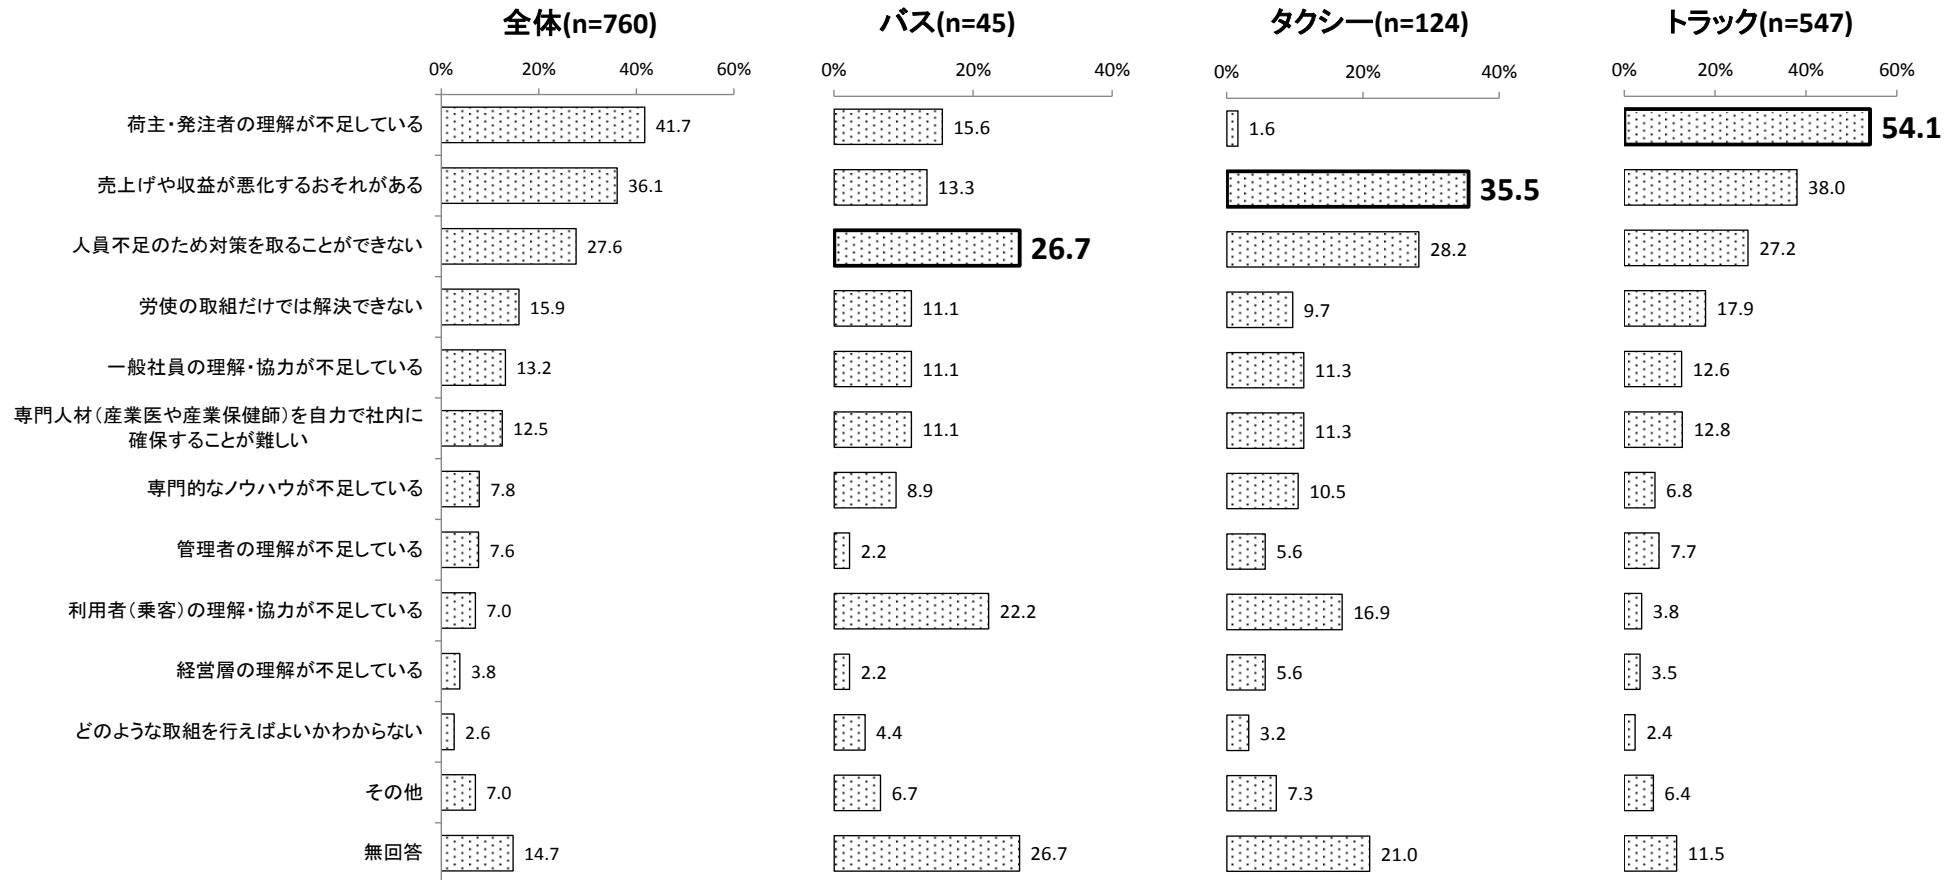 全体(n=760) バス(n=45) タクシー(n=124) トラック(n=547)
0% 20% 40% 60% 0% 20% 40% 0% 20% 40% 0% 20% 40% 60%
荷主・発注者の理解が不足している 41.7 15.6 1.6 54.1
売上げや収益が悪化するおそれがある 36.1 13.3 35.5 38.0
人員不足のため対策を取ることができない 27.6 26.7 28.2 27.2
労使の取組だけでは解決できない 15.9 11.1 9.7 17.9
一般社員の理解・協力が不足している 13.2 11.1 11.3 12.6
専門人材(産業医や産業保健師)を自力で社内に
確保することが難しい 12.5 11.1 11.3 12.8
専門的なノウハウが不足している 7.8 8.9 10.5 6.8
管理者の理解が不足している 7.6 2.2 5.6 7.7
利用者(乗客)の理解・協力が不足している 7.0 22.2 16.9 3.8
経営層の理解が不足している 3.8 2.2 5.6 3.5
どのような取組を行えばよいかわからない 2.6 4.4 3.2 2.4
その他 7.0 6.7 7.3 6.4
無回答 14.7 26.7 21.0 11.5